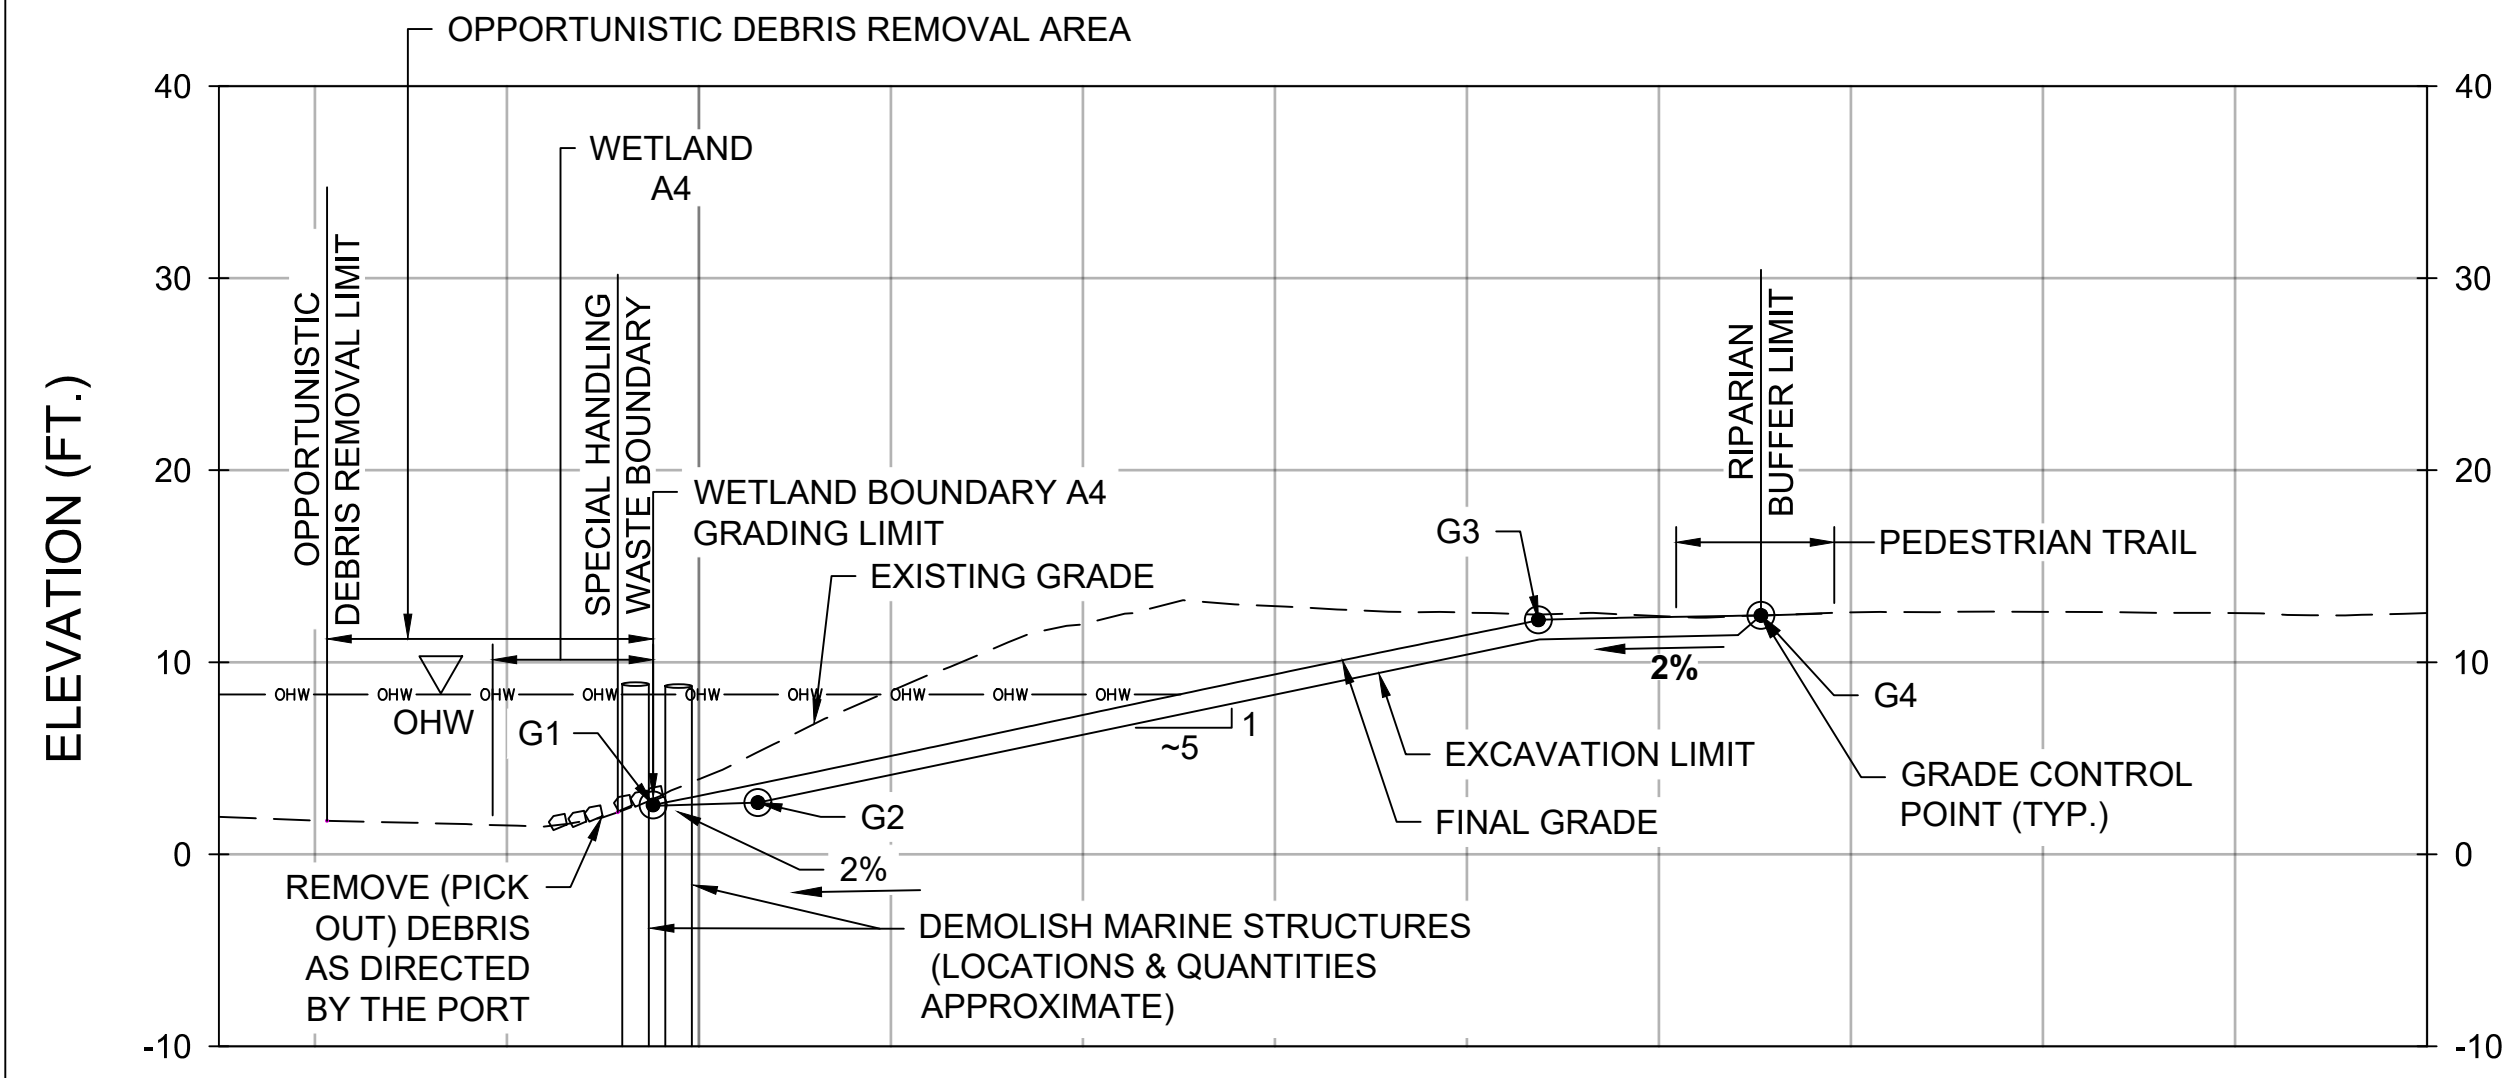 OPPORTUNISTIC DEBRIS REMOVAL AREA
40
40
WETLAND
A4
30
30
OPPORTUNISTIC
DEBRIS REMOVAL LIMIT
SPECIAL HANDLING
WASTE BOUNDARY
RIPARIAN
BUFFER LIMIT
ELEVATION (FT.)
20
20
WETLAND BOUNDARY A4
GRADING LIMIT
G3
PEDESTRIAN TRAIL
EXISTING GRADE
10
10
2%
OHW OHW OHW OHW OHW OHW OHW OHW OHW
G4
OHW
G1
1
~5
EXCAVATION LIMIT
GRADE CONTROL
POINT (TYP.)
G2
FINAL GRADE
0
0
2%
REMOVE (PICK
OUT) DEBRIS
AS DIRECTED
BY THE PORT
DEMOLISH MARINE STRUCTURES
(LOCATIONS & QUANTITIES
APPROXIMATE)
-10
-10